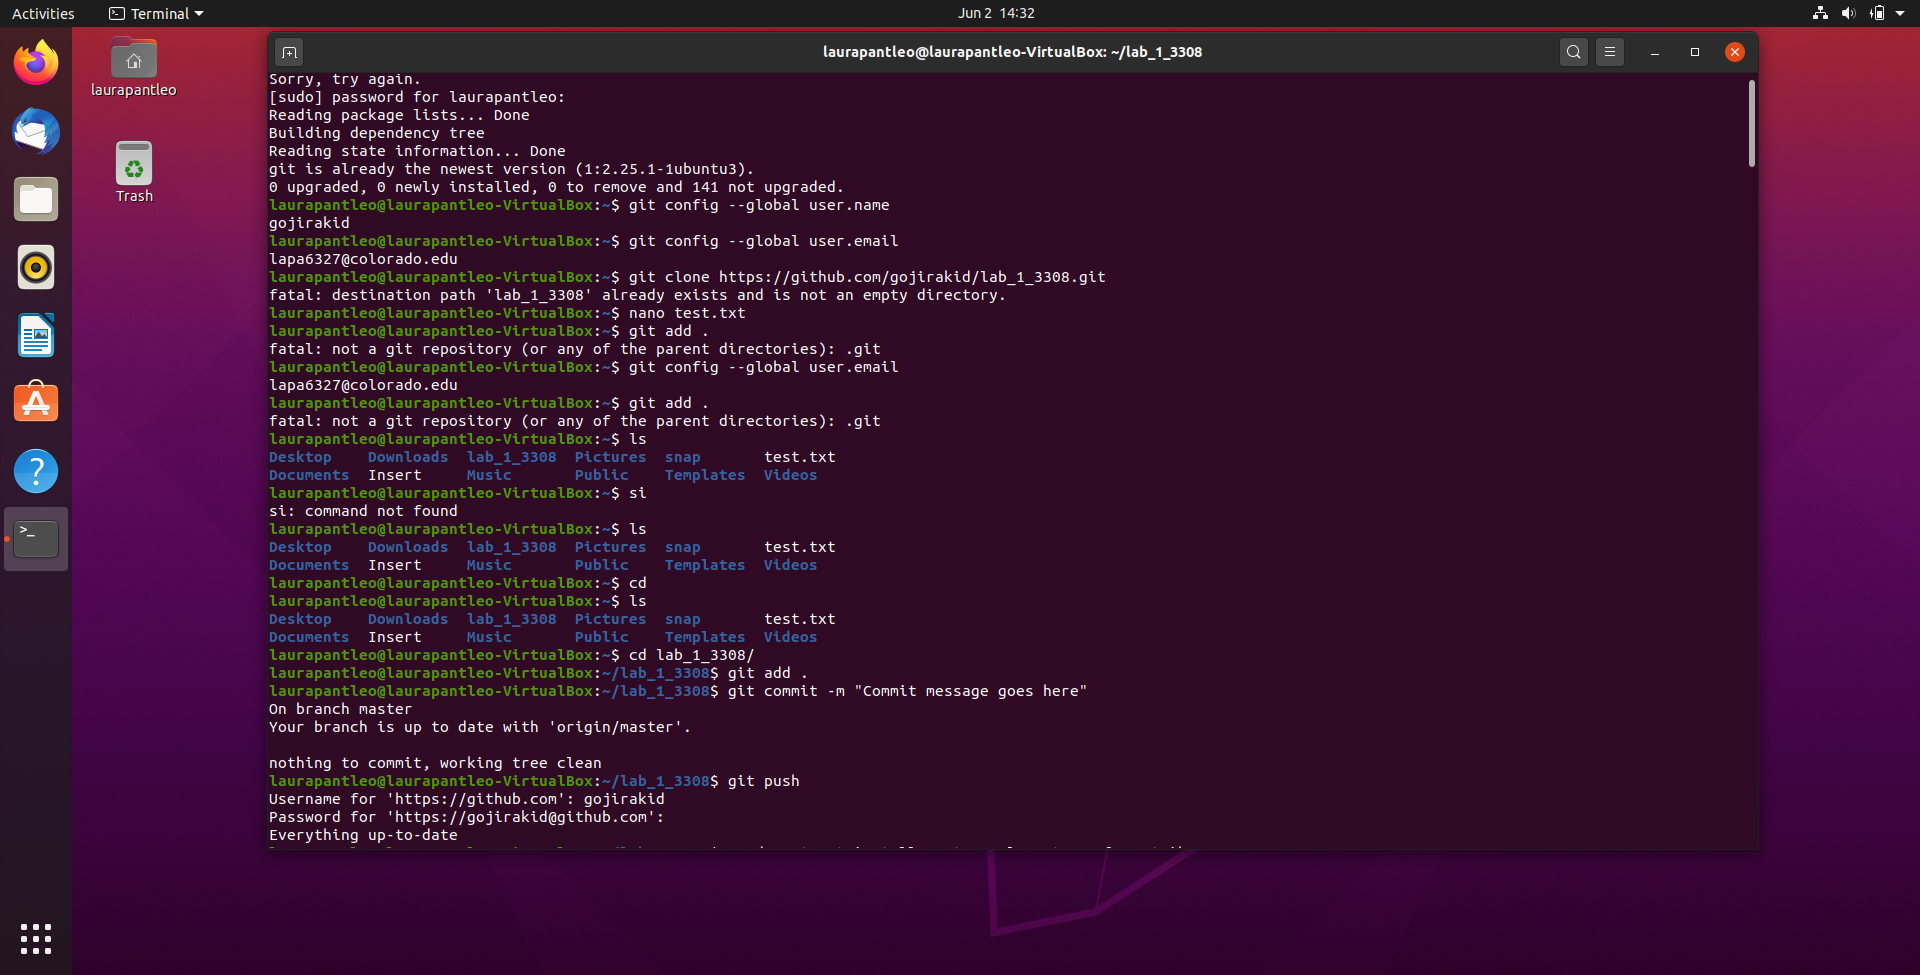 Activities
Terminal
Jun 2 14:32
laurapantleo
Trash
laurapantleo@laurapantleo-VirtualBox: ~/lab_1_3308
Sorry, try again.
[sudo] password for laurapantleo:
Reading package lists... Done
Building dependency tree
Reading state information... Done
git is already the newest version (1:2.25.1-1ubuntu3).
0 upgraded, 0 newly installed, 0 to remove and 141 not upgraded.
laurapantleo@laurapantleo-VirtualBox:~$ git config --global user.name
gojirakid
laurapantleo@laurapantleo-VirtualBox:~$ git config --global user.email
lapa6327@colorado.edu
laurapantleo@laurapantleo-VirtualBox:~$ git clone https://github.com/gojirakid/lab_1_3308.git
fatal: destination path 'lab_1_3308' already exists and is not an empty directory.
laurapantleo@laurapantleo-VirtualBox:~$ nano test.txt
laurapantleo@laurapantleo-VirtualBox:~$ git add .
fatal: not a git repository (or any of the parent directories): .git
laurapantleo@laurapantleo-VirtualBox:~$ git config --global user.email
lapa6327@colorado.edu
laurapantleo@laurapantleo-VirtualBox:~$ git add .
fatal: not a git repository (or any of the parent directories): .git
laurapantleo@laurapantleo-VirtualBox:~$ ls
Desktop Downloads lab_1_3308 Pictures snap test.txt
Documents Insert Music Public Templates Videos
laurapantleo@laurapantleo-VirtualBox:~$ si
si: command not found
laurapantleo@laurapantleo-VirtualBox:~$ ls
Desktop Downloads lab_1_3308 Pictures snap test.txt
Documents Insert Music Public Templates Videos
laurapantleo@laurapantleo-VirtualBox:~$ cd
laurapantleo@laurapantleo-VirtualBox:~$ ls
Desktop Downloads lab_1_3308 Pictures snap test.txt
Documents Insert Music Public Templates Videos
laurapantleo@laurapantleo-VirtualBox:~$ cd lab_1_3308/
laurapantleo@laurapantleo-VirtualBox:~/lab_1_3308$ git add .
laurapantleo@laurapantleo-VirtualBox:~/lab_1_3308$ git commit -m "Commit message goes here"
On branch master
Your branch is up to date with 'origin/master'.
nothing to commit, working tree clean
laurapantleo@laurapantleo-VirtualBox:~/lab_1_3308$ git push
Username for 'https://github.com': gojirakid
Password for 'https://gojirakid@github.com':
Everything up-to-date